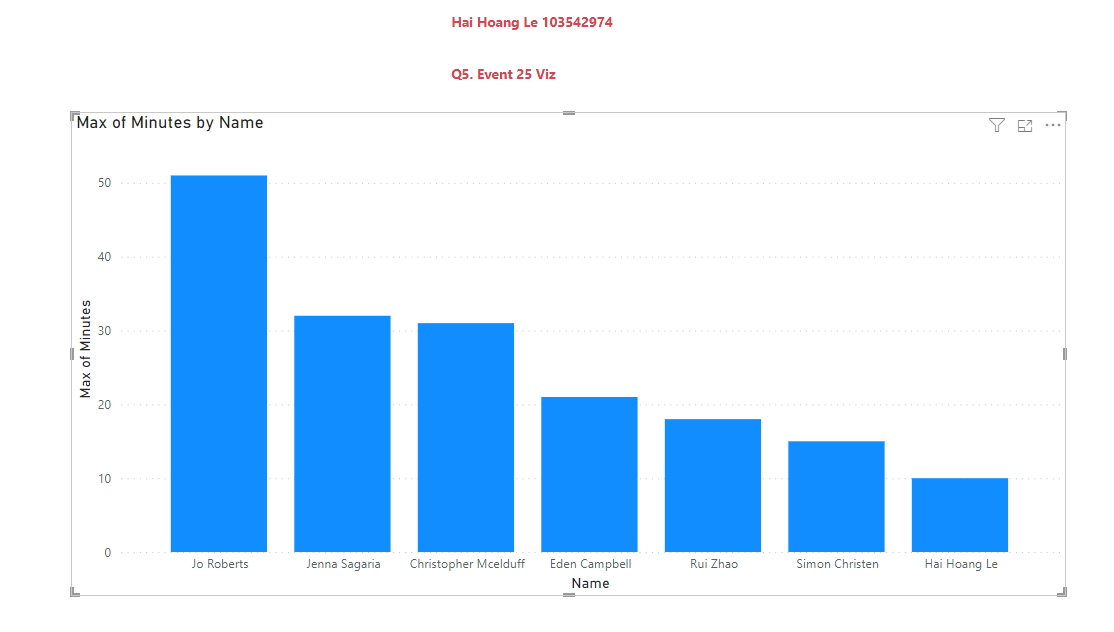 Hai Hoang Le 103542974
Q5. Event 25 Viz
Max of Minutes by Name
Max of Minutes
50
40
30
20
10
0
Jo Roberts
Jenna Sagaria
Christopher Mcelduff
Eden Campbell
Rui Zhao
Simon Christen
Hai Hoang Le
Name